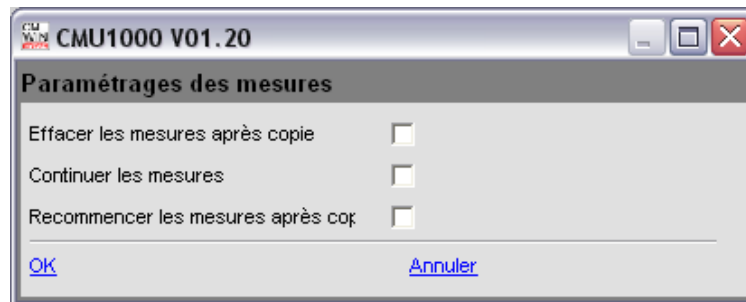 CMU1000 V01.20
Paramétrages des mesures
Effacer les mesures après copie
Continuer les mesures
Recommencer les mesures après cop
OK Annuler